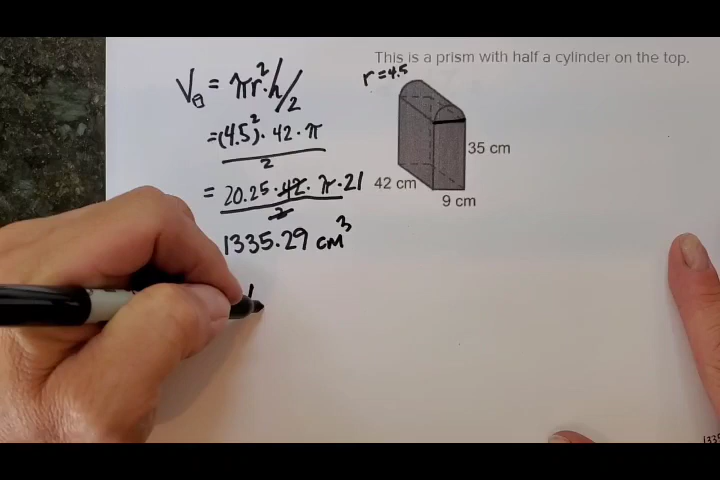 This is a prism with half a cylinder on the top.
r = 4.5
V = πr²·h/2
= (4.5)²·42·π
2
= 20.25·42·π·21
2
1335.29 cm³
35 cm
42 cm
9 cm